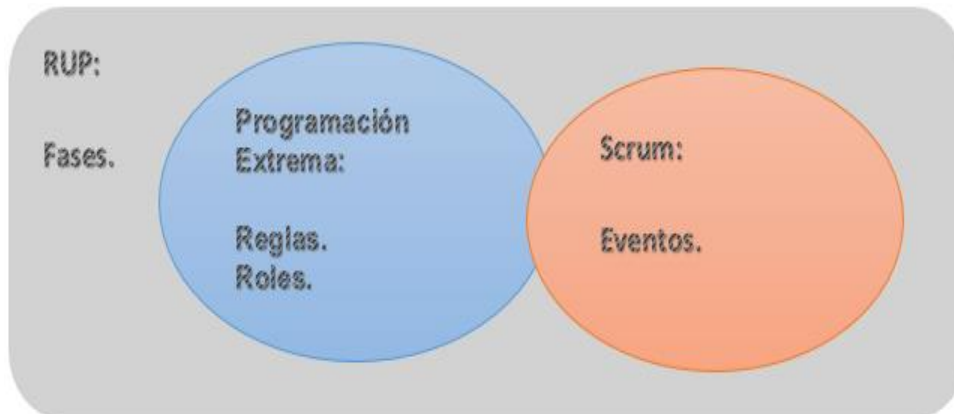 RUP:
Fases.
Programación
Extrema:
Reglas.
Roles.
Scrum:
Eventos.